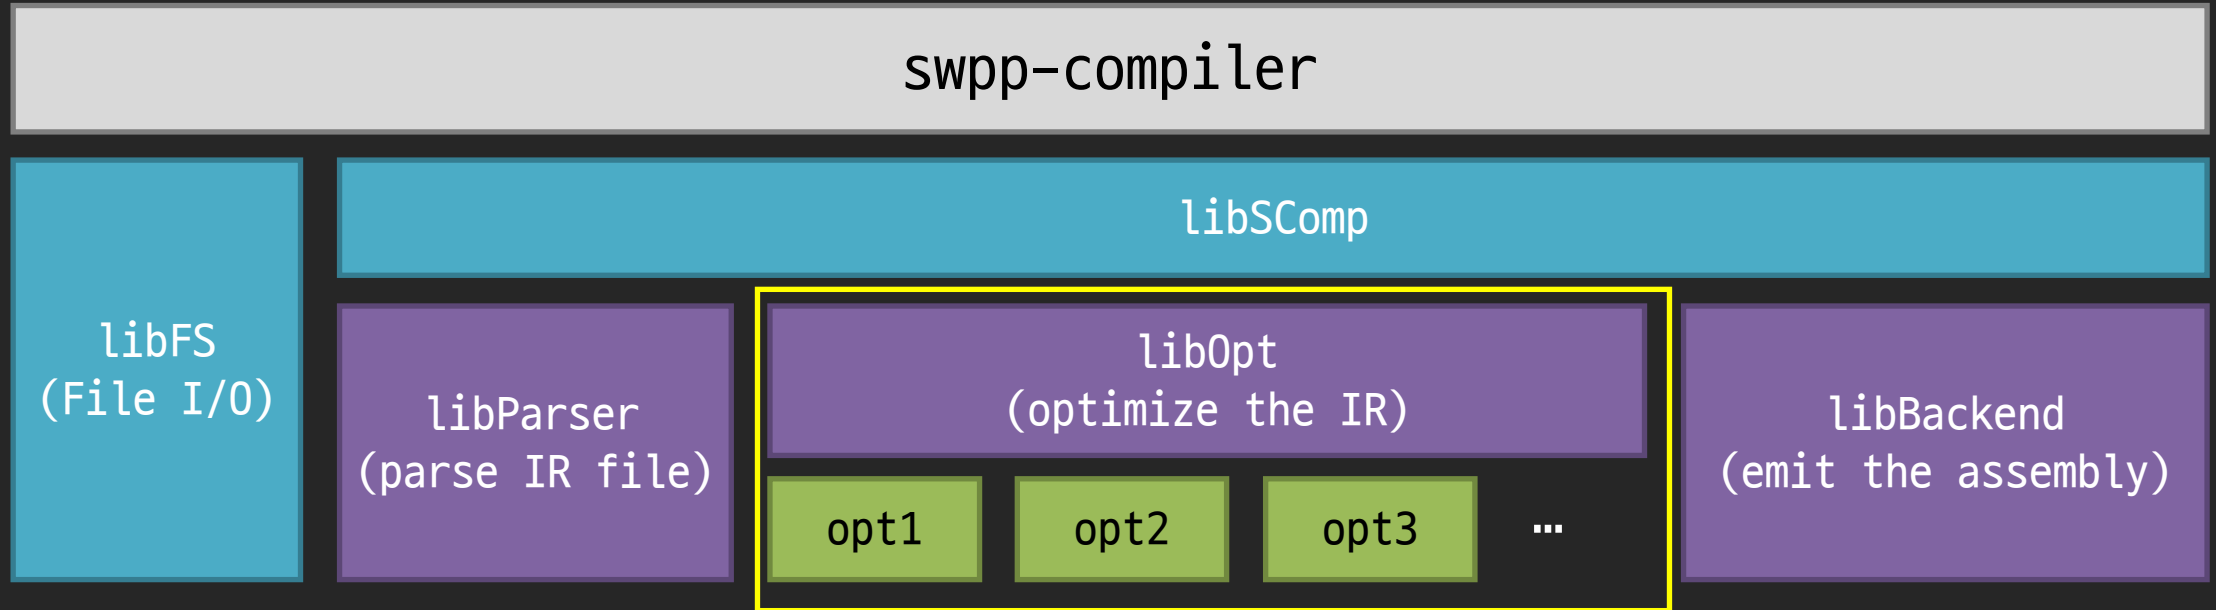 swpp-compiler
libSComp
libFS
(File I/O)
libParser
(parse IR file)
libOpt
(optimize the IR)
opt1
opt2
opt3
…
libBackend
(emit the assembly)